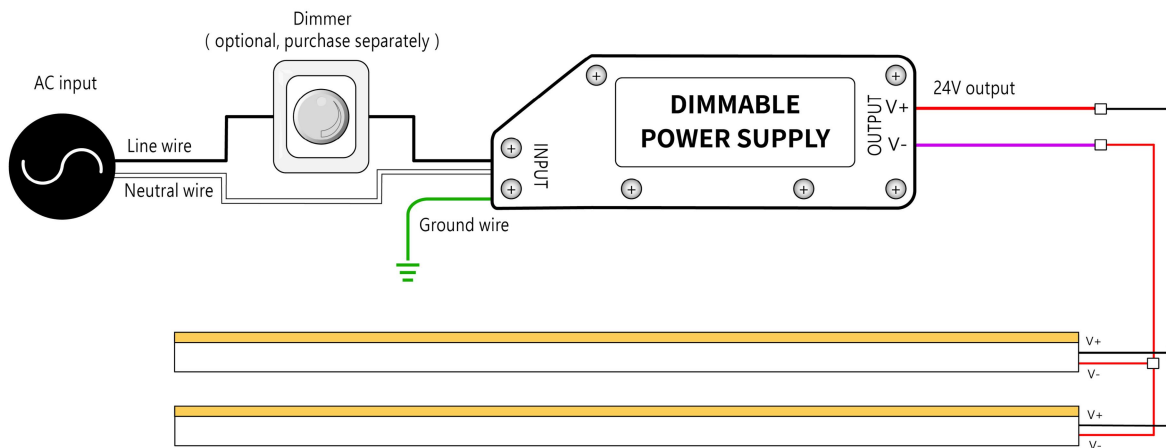 Dimmer
( optional, purchase separately )
AC input
Line wire
Neutral wire
Ground wire
INPUT
DIMMABLE
POWER SUPPLY
OUTPUT
V+
V-
24V output
V+
V-
V+
V-